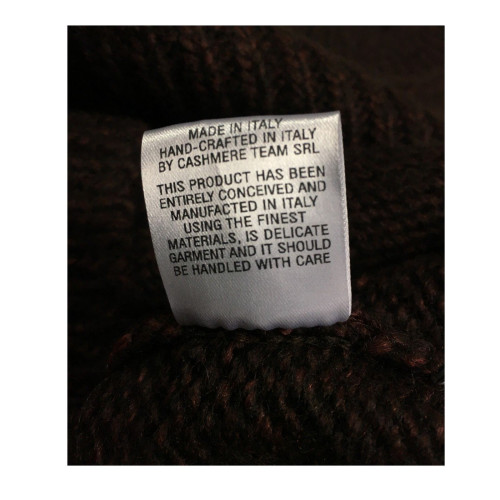 MADE IN ITALY
HAND-CRAFTED IN ITALY
BY CASHMERE TEAM SRL
THIS PRODUCT HAS BEEN
ENTIRELY CONCEIVED AND
MANUFACTED IN ITALY
USING THE FINEST
MATERIALS, IS DELICATE
GARMENT AND IT SHOULD
BE HANDLED WITH CARE